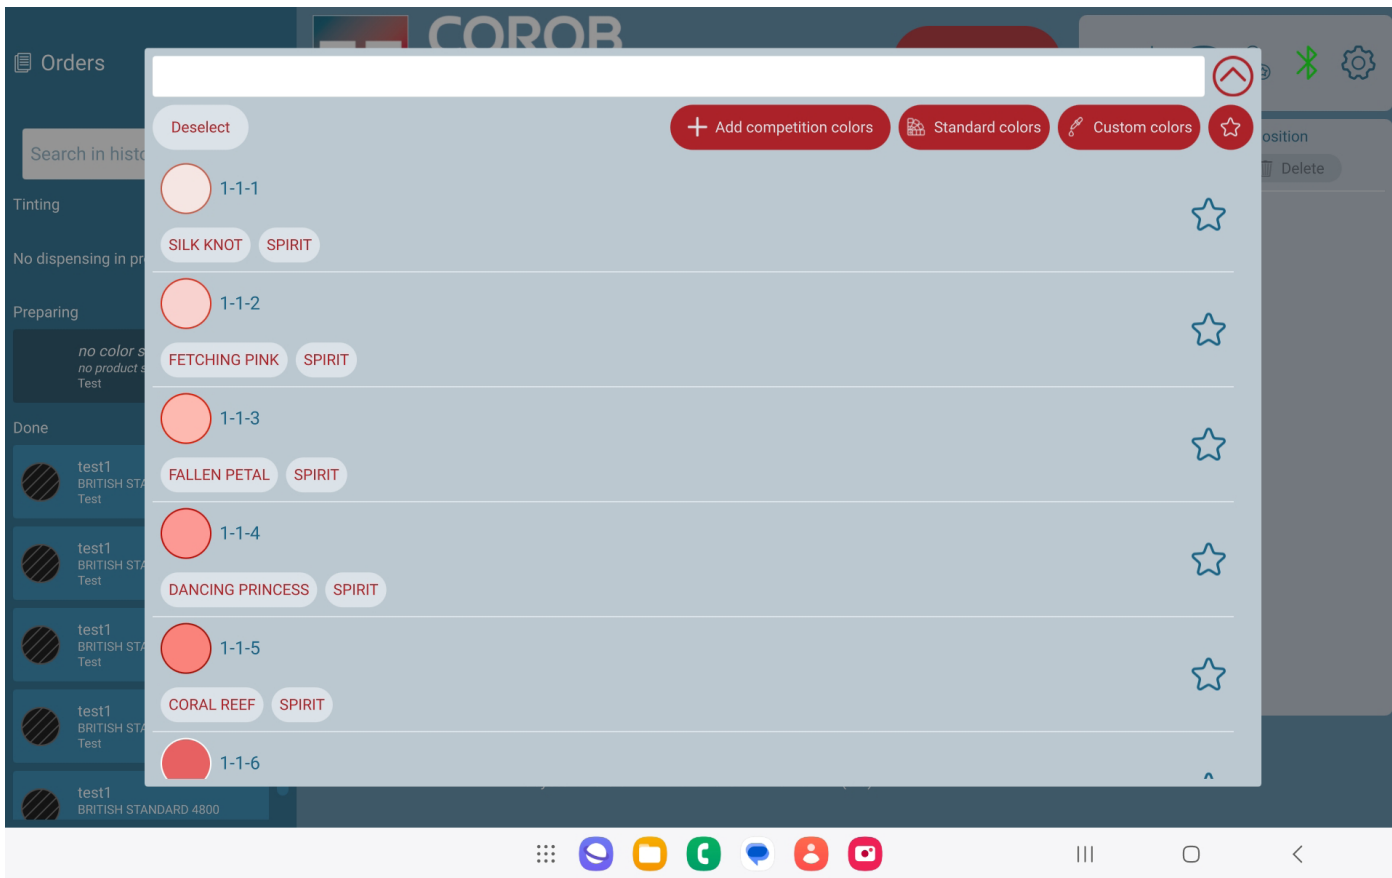 COROB
Orders
Deselect
Add competition colors
Standard colors
Custom colors
Search in histo
osition
Delete
Tinting
No dispensing in pr
Preparing
no color s
no product s
Test
Done
test1
BRITISH STA
Test
test1
BRITISH STA
Test
test1
BRITISH STA
Test
test1
BRITISH STA
Test
test1
BRITISH STANDARD 4800
1-1-1
SILK KNOT SPIRIT
1-1-2
FETCHING PINK SPIRIT
1-1-3
FALLEN PETAL SPIRIT
1-1-4
DANCING PRINCESS SPIRIT
1-1-5
CORAL REEF SPIRIT
1-1-6